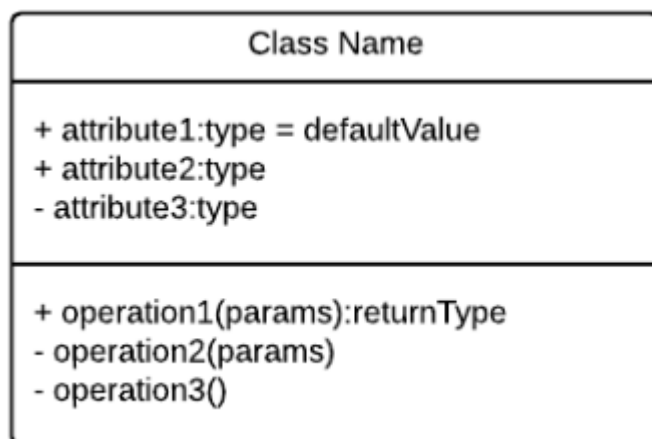 Class Name
+ attribute1:type = defaultValue
+ attribute2:type
- attribute3:type
+ operation1(params):returnType
- operation2(params)
- operation3()